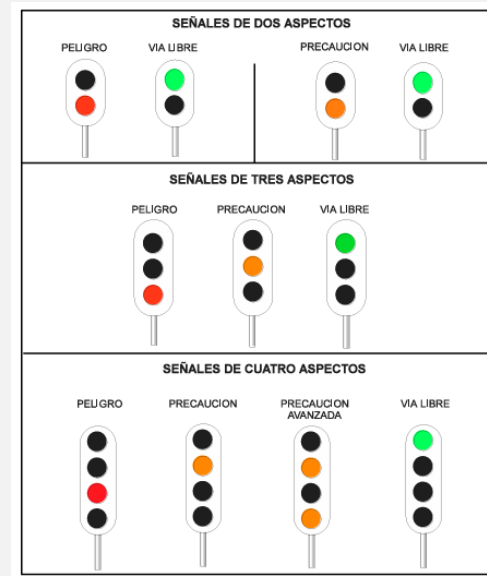 SEÑALES DE DOS ASPECTOS
PELIGRO VIA LIBRE PRECAUCION VIA LIBRE
SEÑALES DE TRES ASPECTOS
PELIGRO PRECAUCION VIA LIBRE
SEÑALES DE CUATRO ASPECTOS
PELIGRO PRECAUCION PRECAUCION VIA LIBRE
AVANZADA